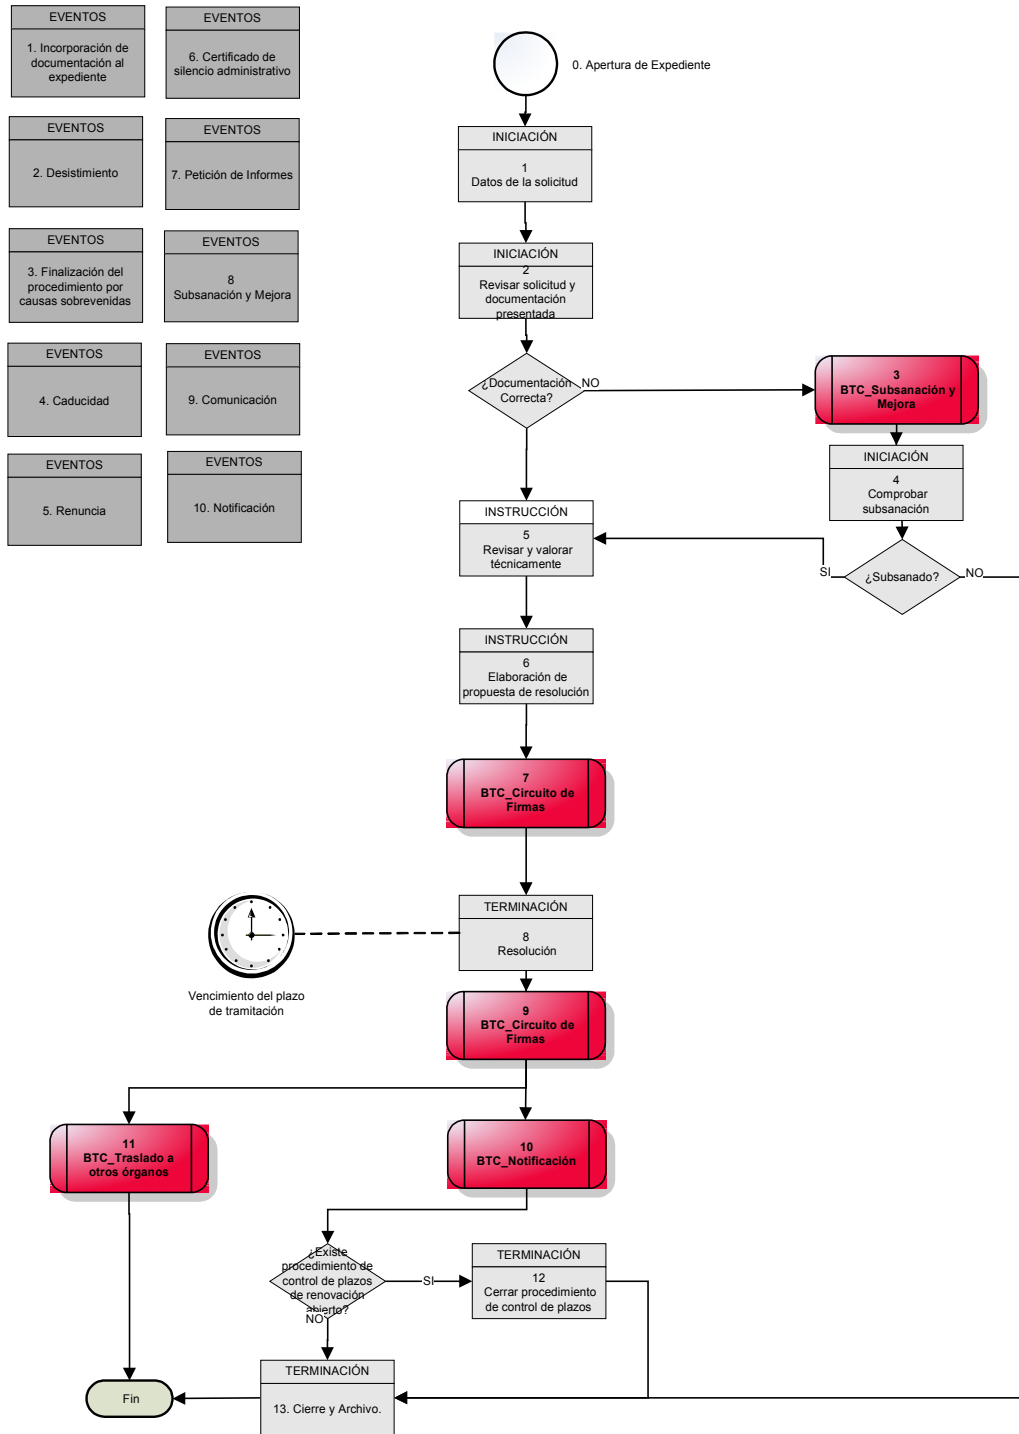 EVENTOS
1. Incorporación de
documentación al
expediente
EVENTOS
6. Certificado de
silencio administrativo
EVENTOS
2. Desistimiento
EVENTOS
7. Petición de Informes
EVENTOS
3. Finalización del
procedimiento por
causas sobrevenidas
EVENTOS
8
Subsanación y Mejora
EVENTOS
4. Caducidad
EVENTOS
9. Comunicación
EVENTOS
5. Renuncia
EVENTOS
10. Notificación
0. Apertura de Expediente
INICIACIÓN
1
Datos de la solicitud
INICIACIÓN
2
Revisar solicitud y
documentación
presentada
¿Documentación
Correcta?
NO
3
BTC_Subsanación y
Mejora
INICIACIÓN
4
Comprobar
subsanación
¿Subsanado?
SI
NO
INSTRUCCIÓN
5
Revisar y valorar
técnicamente
INSTRUCCIÓN
6
Elaboración de
propuesta de resolución
7
BTC_Circuito de
Firmas
TERMINACIÓN
8
Resolución
Vencimiento del plazo
de tramitación
9
BTC_Circuito de
Firmas
11
BTC_Traslado a
otros órganos
10
BTC_Notificación
¿Existe
procedimiento de
control de plazos
de renovación
abierto?
SI
NO
TERMINACIÓN
12
Cerrar procedimiento
de control de plazos
TERMINACIÓN
13. Cierre y Archivo.
Fin